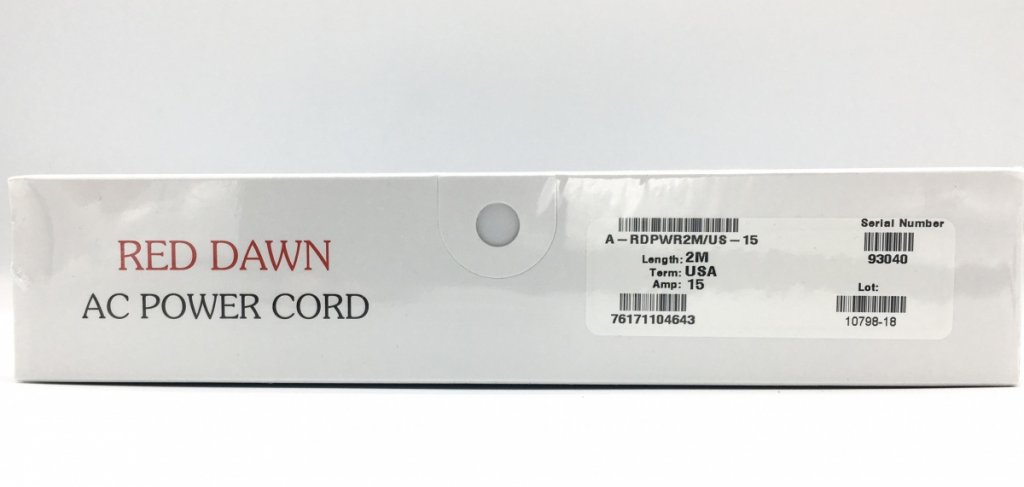 RED DAWN
AC POWER CORD
A-RDPWR2M/US-15
Length: 2M
Term: USA
Amp: 15
76171104643
Serial Number
93040
Lot:
10798-18